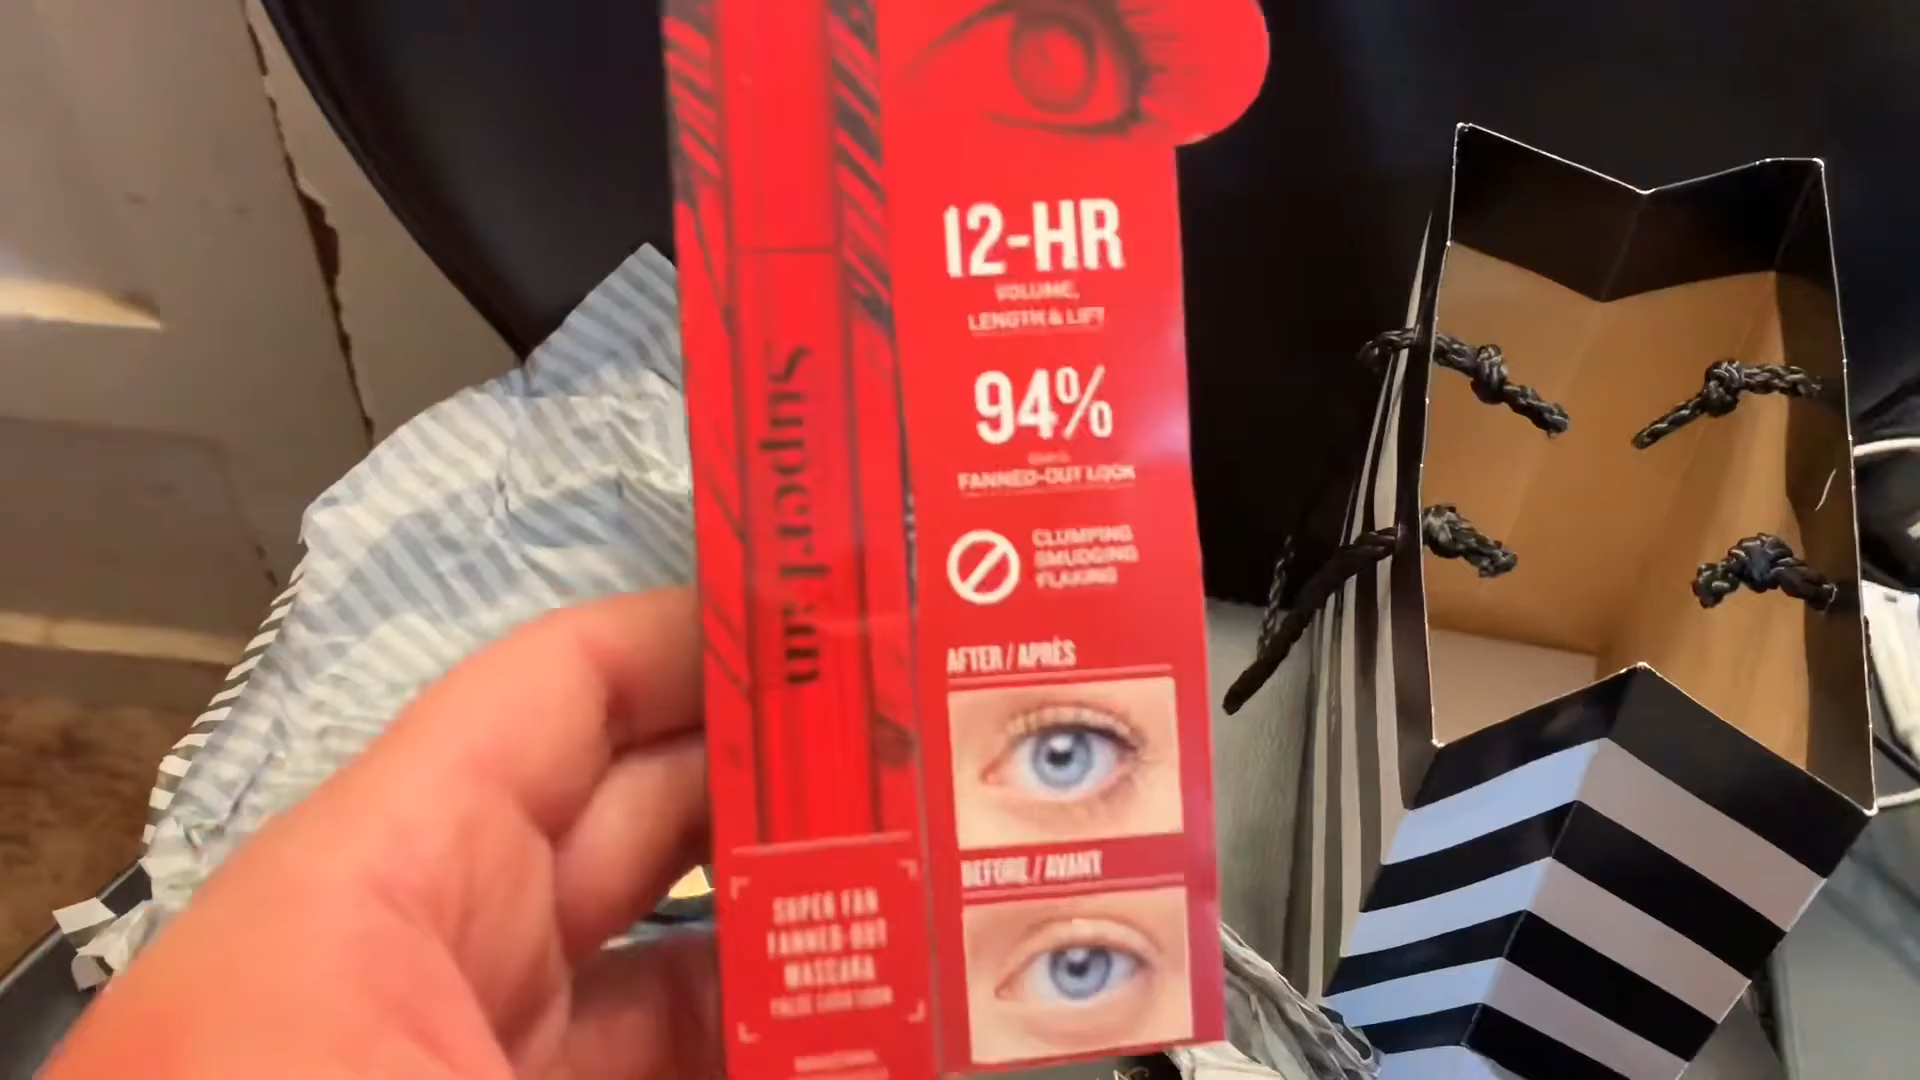 Super Fan
SUPER FAN
FANNED-OUT
MASCARA
12-HR
VOLUME,
LENGTH & LIFT
94%
FANNED-OUT LOOK
CLUMPING
SMUDGING
FLAKING
AFTER / APRÈS
BEFORE / AVANT